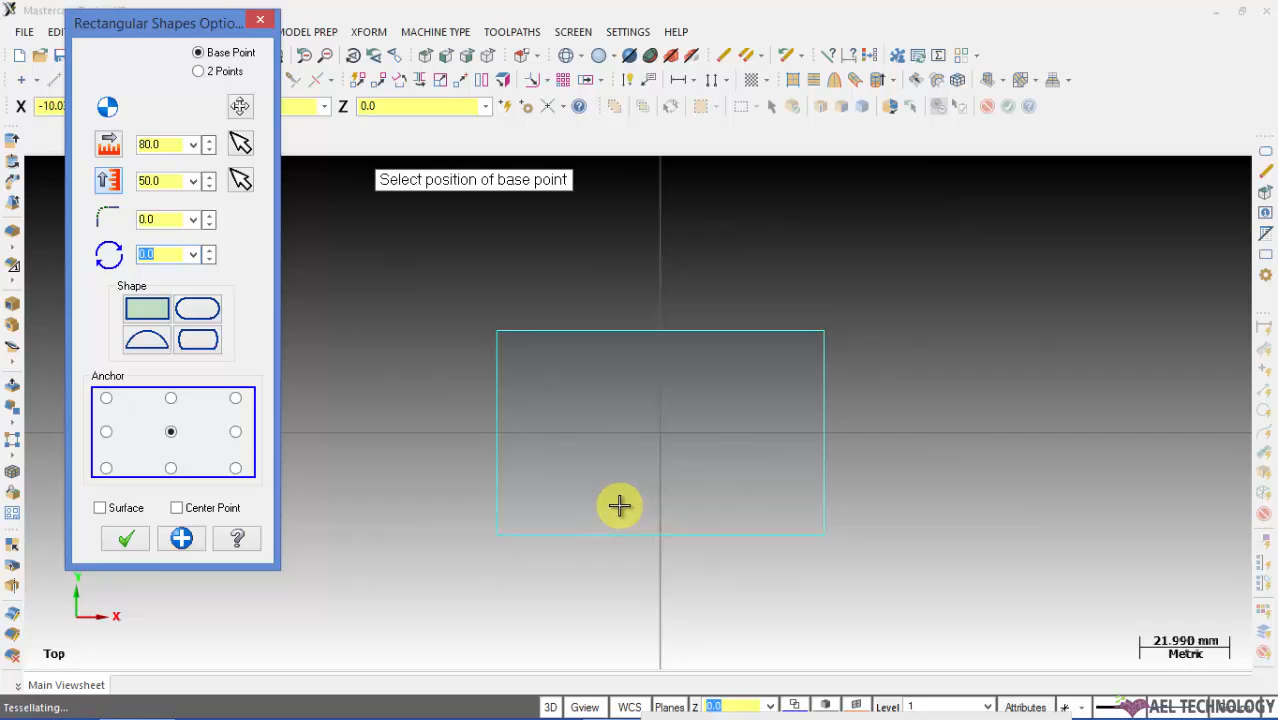 Rectangular Shapes Optio...
FILE
MODEL PREP XFORM MACHINE TYPE TOOLPATHS SCREEN SETTINGS HELP
Base Point
2 Points
X
Z 0.0
80.0
50.0
0.0
0.0
Select position of base point
Shape
Anchor
Surface Center Point
Y
X
Top
21.990 mm
Metric
Main Viewsheet
Tessellating...
3D Gview WCS Planes Z 0.0 Level 1 Attributes
AEL TECHNOLOGY